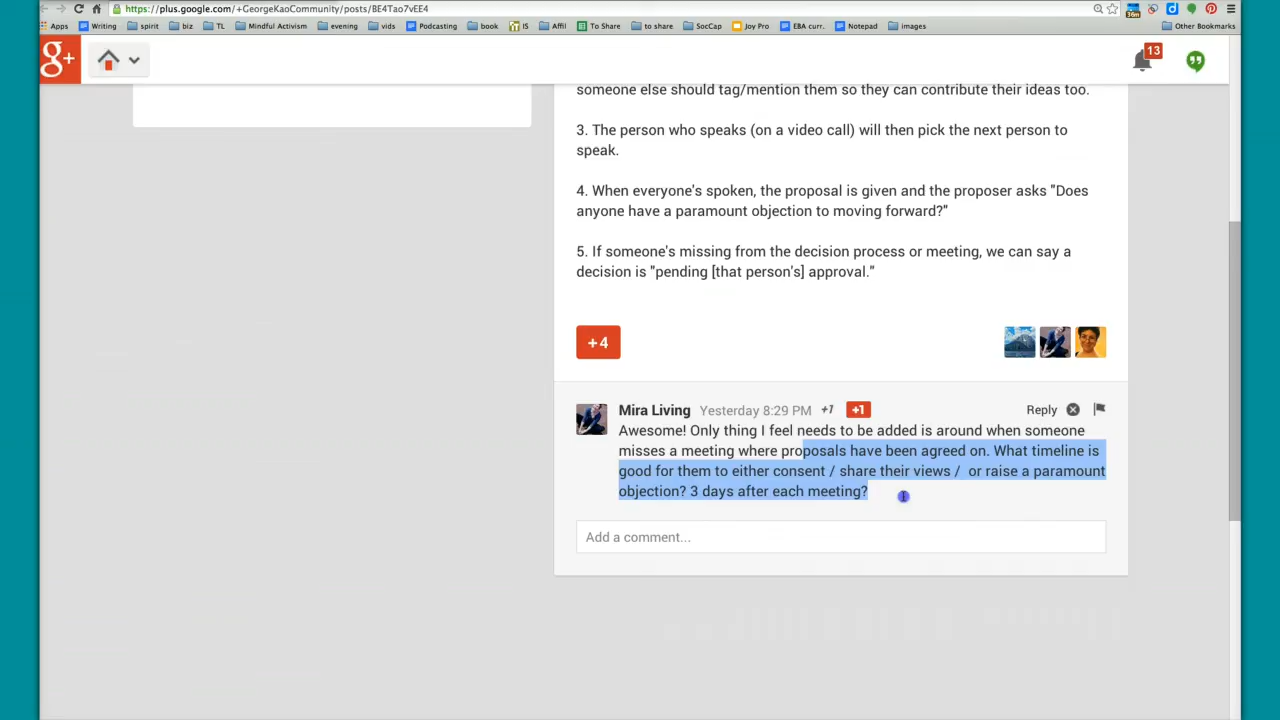 https://plus.google.com/+GeorgeKaoCommunity/posts/BE4Tao7vEE4
36m
Apps Writing spirit biz TL Mindful Activism evening vids Podcasting book IS Affil To Share to share SocCap Joy Pro EBA curr. Notepad images Other Bookmarks
g+
13
someone else should tag/mention them so they can contribute their ideas too.
3. The person who speaks (on a video call) will then pick the next person to
speak.
4. When everyone's spoken, the proposal is given and the proposer asks "Does
anyone have a paramount objection to moving forward?"
5. If someone's missing from the decision process or meeting, we can say a
decision is "pending [that person's] approval."
+4
Mira Living Yesterday 8:29 PM +1 +1 Reply
Awesome! Only thing I feel needs to be added is around when someone
misses a meeting where proposals have been agreed on. What timeline is
good for them to either consent / share their views / or raise a paramount
objection? 3 days after each meeting?
Add a comment...